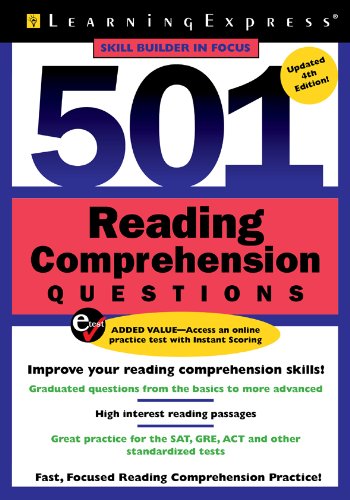 LearningExpress®
SKILL BUILDER IN FOCUS
501
Updated
4th
Edition!
Reading
Comprehension
QUESTIONS
e test
ADDED VALUE—Access an online
practice test with Instant Scoring
Improve your reading comprehension skills!
Graduated questions from the basics to more advanced
High interest reading passages
Great practice for the SAT, GRE, ACT and other
standardized tests
Fast, Focused Reading Comprehension Practice!